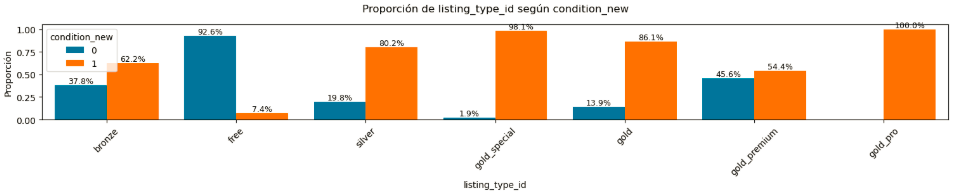 Proporción de listing_type_id según condition_new
Proporción
1.00
0.75
0.50
0.25
0.00
condition_new
0
1
37.8%
62.2%
92.6%
7.4%
19.8%
80.2%
1.9%
98.1%
13.9%
86.1%
45.6%
54.4%
100.0%
bronze
free
silver
gold_special
gold
gold_premium
gold_pro
listing_type_id